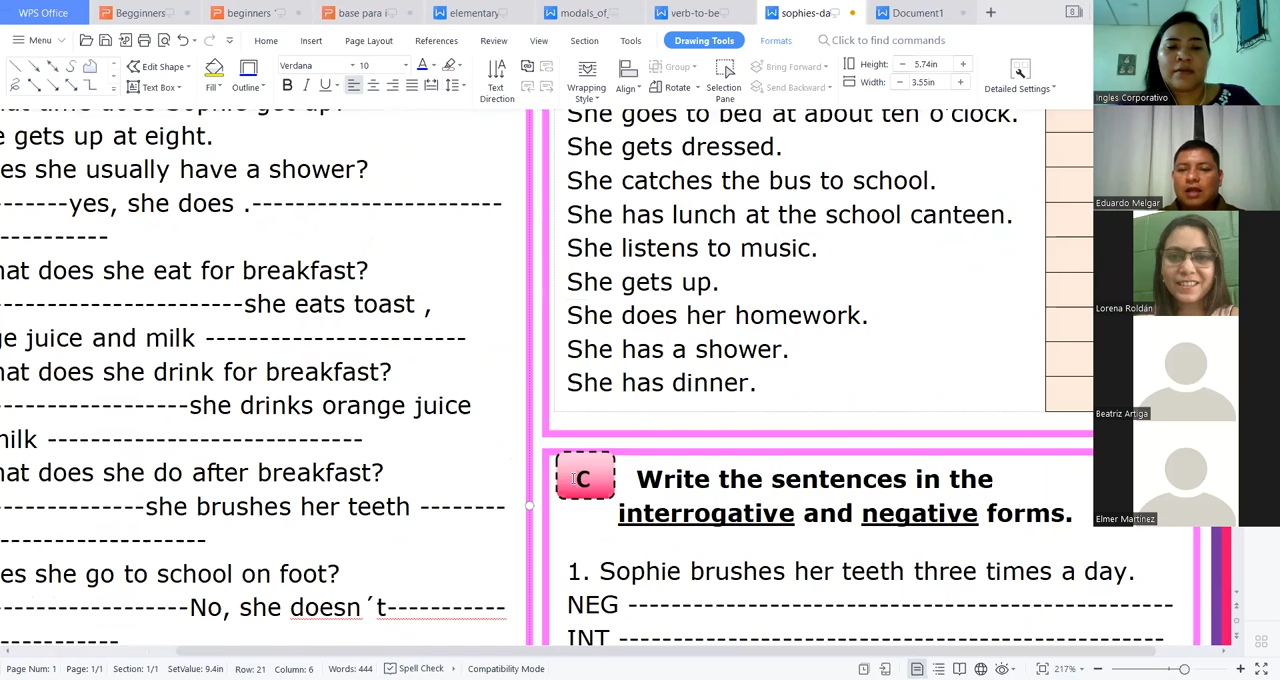 WPS Office Begginners beginners base para i elementary modals_of_ verb-to-be sophies-da Document1 8
Menu Home Insert Page Layout References Review View Section Tools Drawing Tools Formats Click to find commands
Edit Shape Fill Outline Verdana 10 Group Bring Forward Height: 5.74in
Text Box B I U A Text Direction Wrapping Style Align Rotate Selection Pane Send Backward Width: 3.55in Detailed Settings
e gets up at eight.
es she usually have a shower?
-------yes, she does .-----------------------
----------
hat does she eat for breakfast?
----------------------she eats toast ,
ge juice and milk ------------------------
hat does she drink for breakfast?
-----------------she drinks orange juice
milk -----------------------------
hat does she do after breakfast?
-------------she brushes her teeth --------
-------------------
es she go to school on foot?
-----------------No, she doesn´t-----------
-----------
She goes to bed at about ten o'clock.
She gets dressed.
She catches the bus to school.
She has lunch at the school canteen.
She listens to music.
She gets up.
She does her homework.
She has a shower.
She has dinner.
C Write the sentences in the
interrogative and negative forms.
1. Sophie brushes her teeth three times a day.
NEG --------------------------------------------------
INT --------------------------------------------------
Ingles Corporativo
Eduardo Melgar
Lorena Roldán
Beatriz Artiga
Elmer Martinez
Page Num: 1 Page: 1/1 Section: 1/1 SetValue: 9.4in Row: 21 Column: 6 Words: 444 Spell Check Compatibility Mode 217%